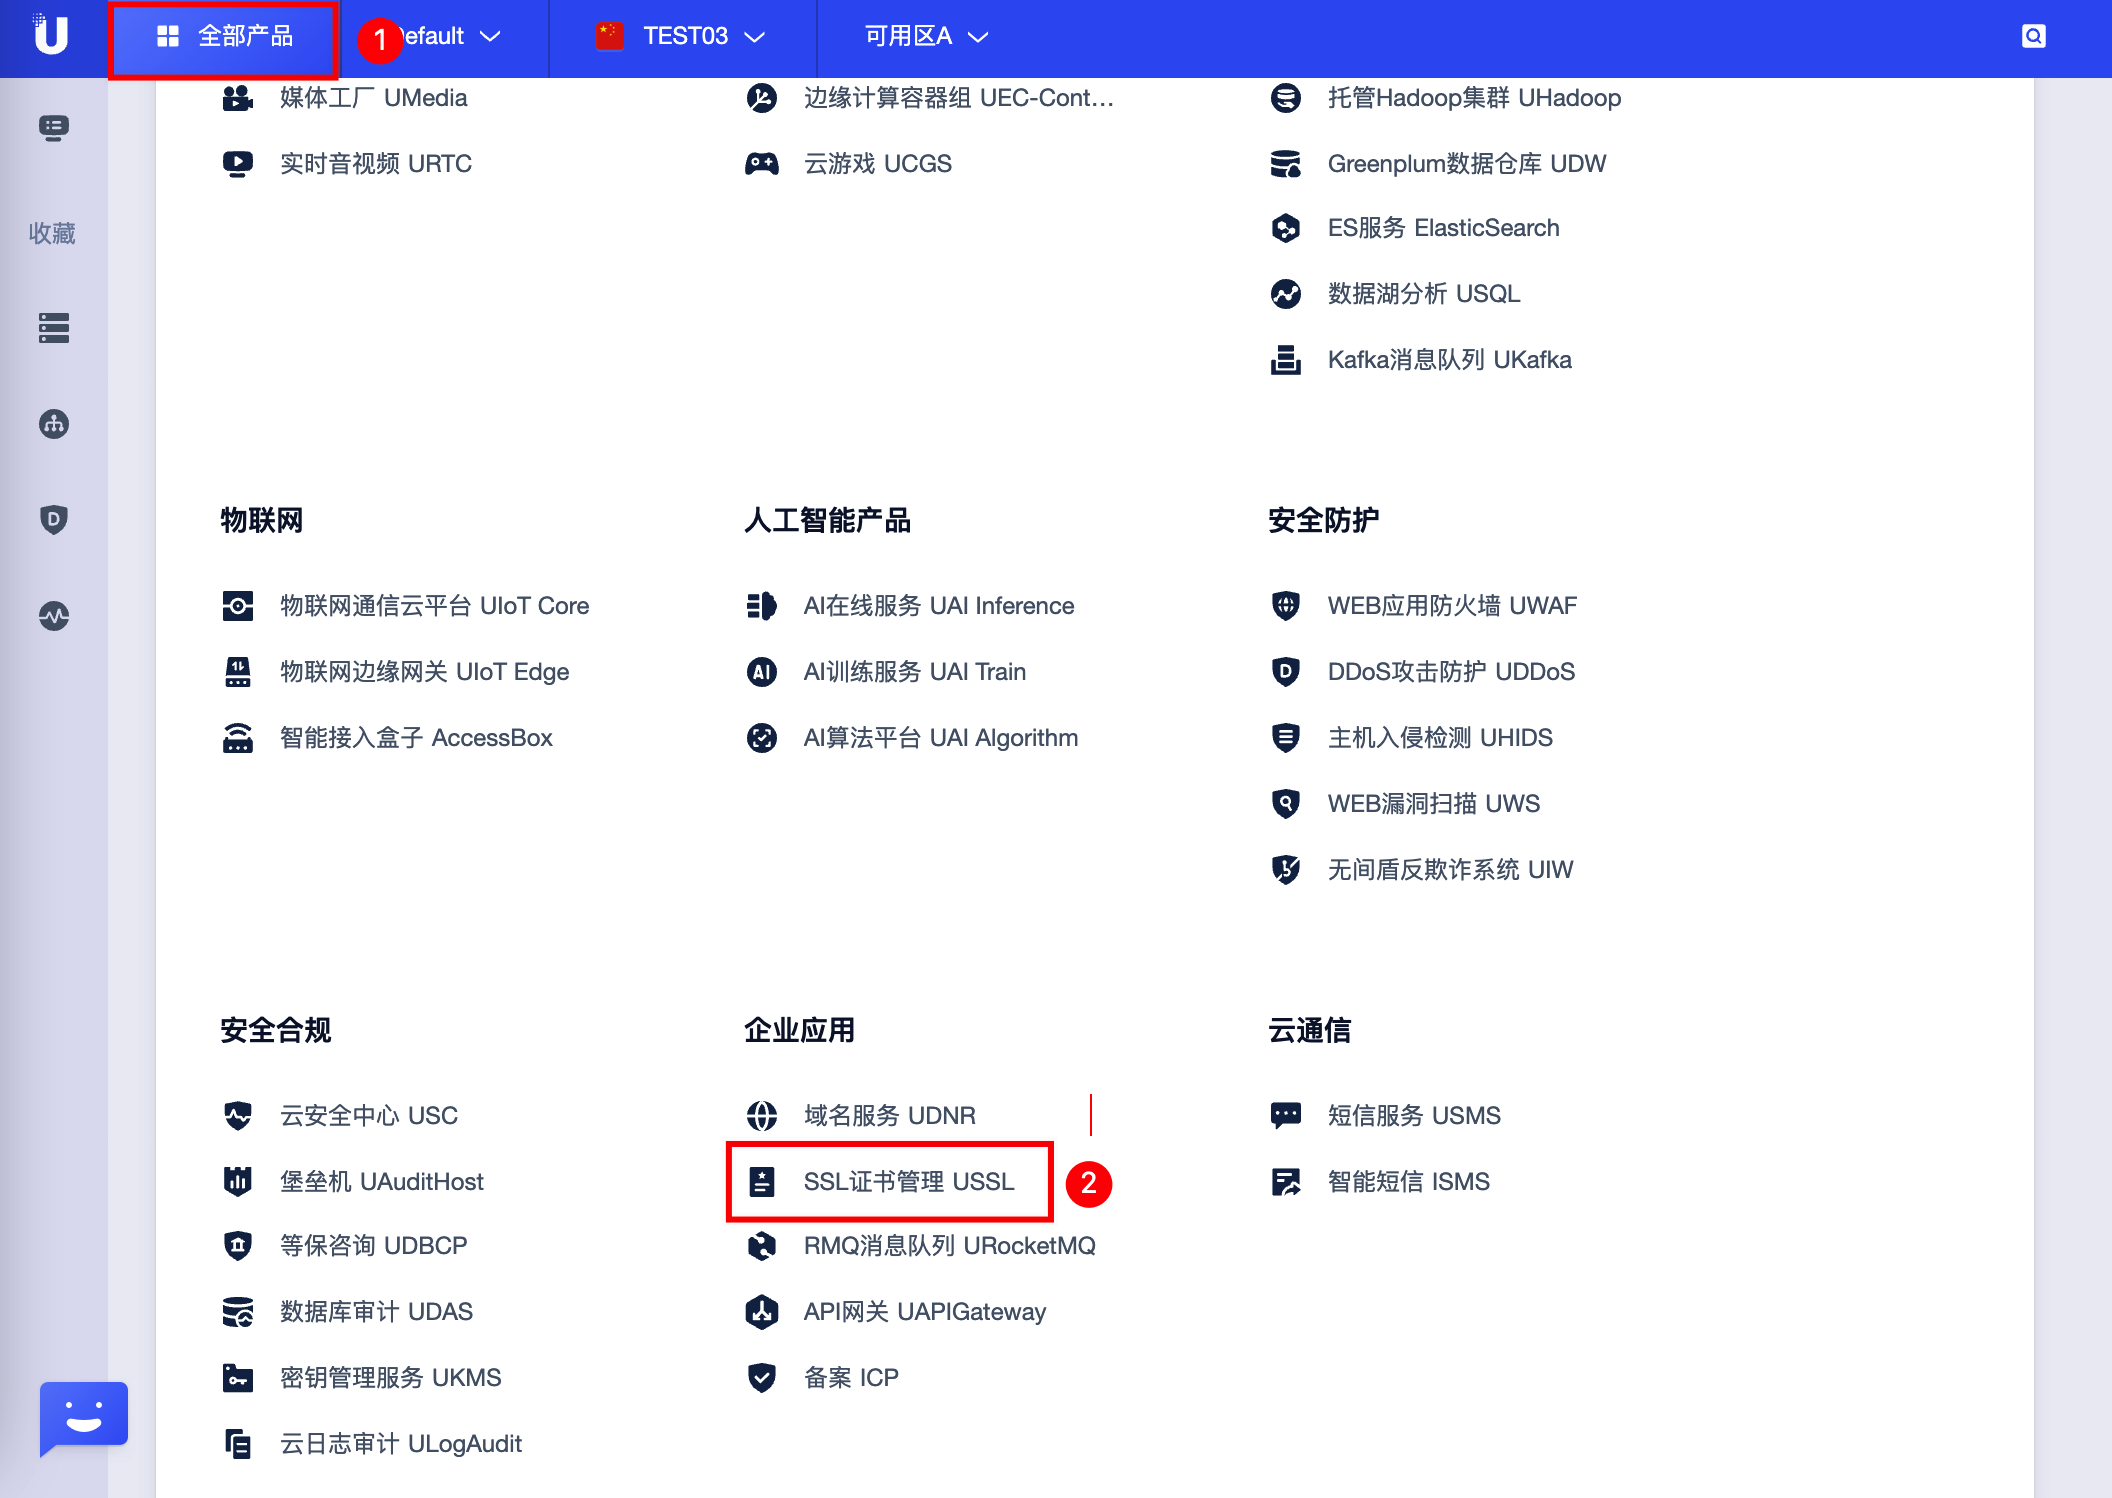 全部产品
1
efault
TEST03
可用区A
收藏
媒体工厂 UMedia
实时音视频 URTC
边缘计算容器组 UEC-Cont...
云游戏 UCGS
托管Hadoop集群 UHadoop
Greenplum数据仓库 UDW
ES服务 ElasticSearch
数据湖分析 USQL
Kafka消息队列 UKafka
物联网
物联网通信云平台 UIoT Core
物联网边缘网关 UIoT Edge
智能接入盒子 AccessBox
人工智能产品
AI在线服务 UAI Inference
AI训练服务 UAI Train
AI算法平台 UAI Algorithm
安全防护
WEB应用防火墙 UWAF
DDoS攻击防护 UDDoS
主机入侵检测 UHIDS
WEB漏洞扫描 UWS
无间盾反欺诈系统 UIW
安全合规
云安全中心 USC
堡垒机 UAuditHost
等保咨询 UDBCP
数据库审计 UDAS
密钥管理服务 UKMS
云日志审计 ULogAudit
企业应用
域名服务 UDNR
SSL证书管理 USSL
2
RMQ消息队列 URocketMQ
API网关 UAPIGateway
备案 ICP
云通信
短信服务 USMS
智能短信 ISMS